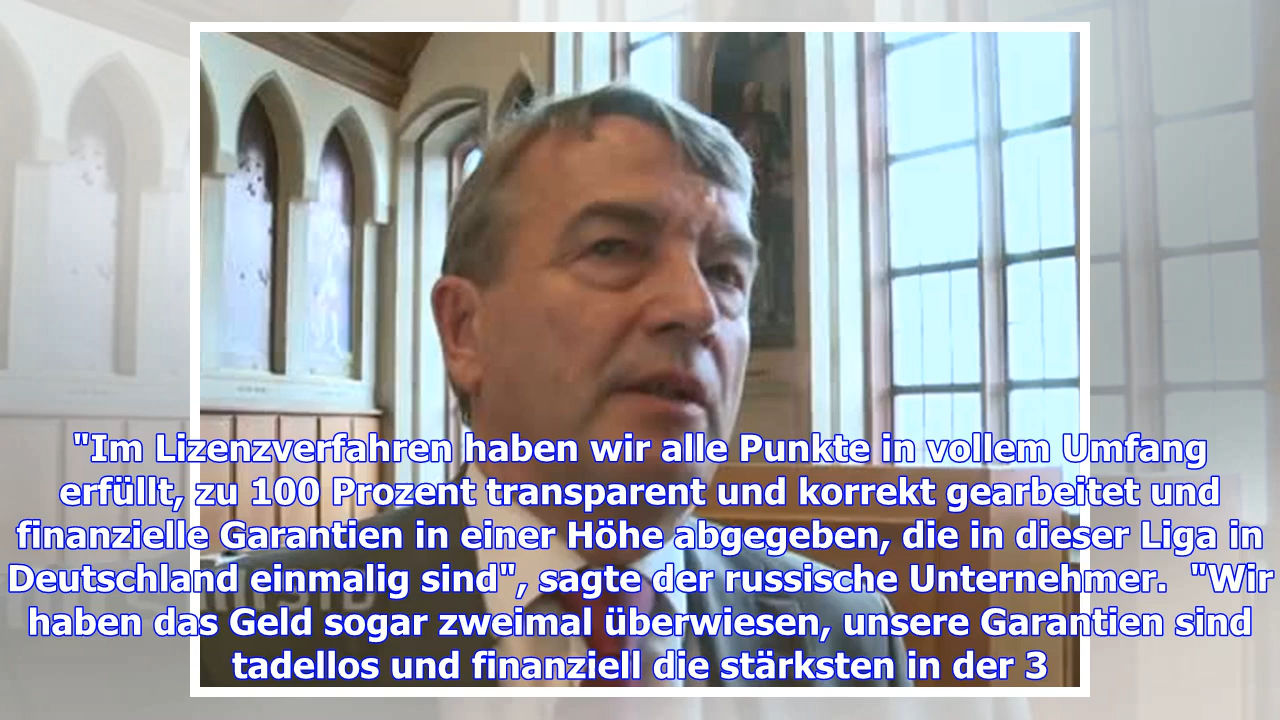 "Im Lizenzverfahren haben wir alle Punkte in vollem Umfang
erfüllt, zu 100 Prozent transparent und korrekt gearbeitet und
finanzielle Garantien in einer Höhe abgegeben, die in dieser Liga in
Deutschland einmalig sind", sagte der russische Unternehmer.  "Wir
haben das Geld sogar zweimal überwiesen, unsere Garantien sind
tadellos und finanziell die stärksten in der 3